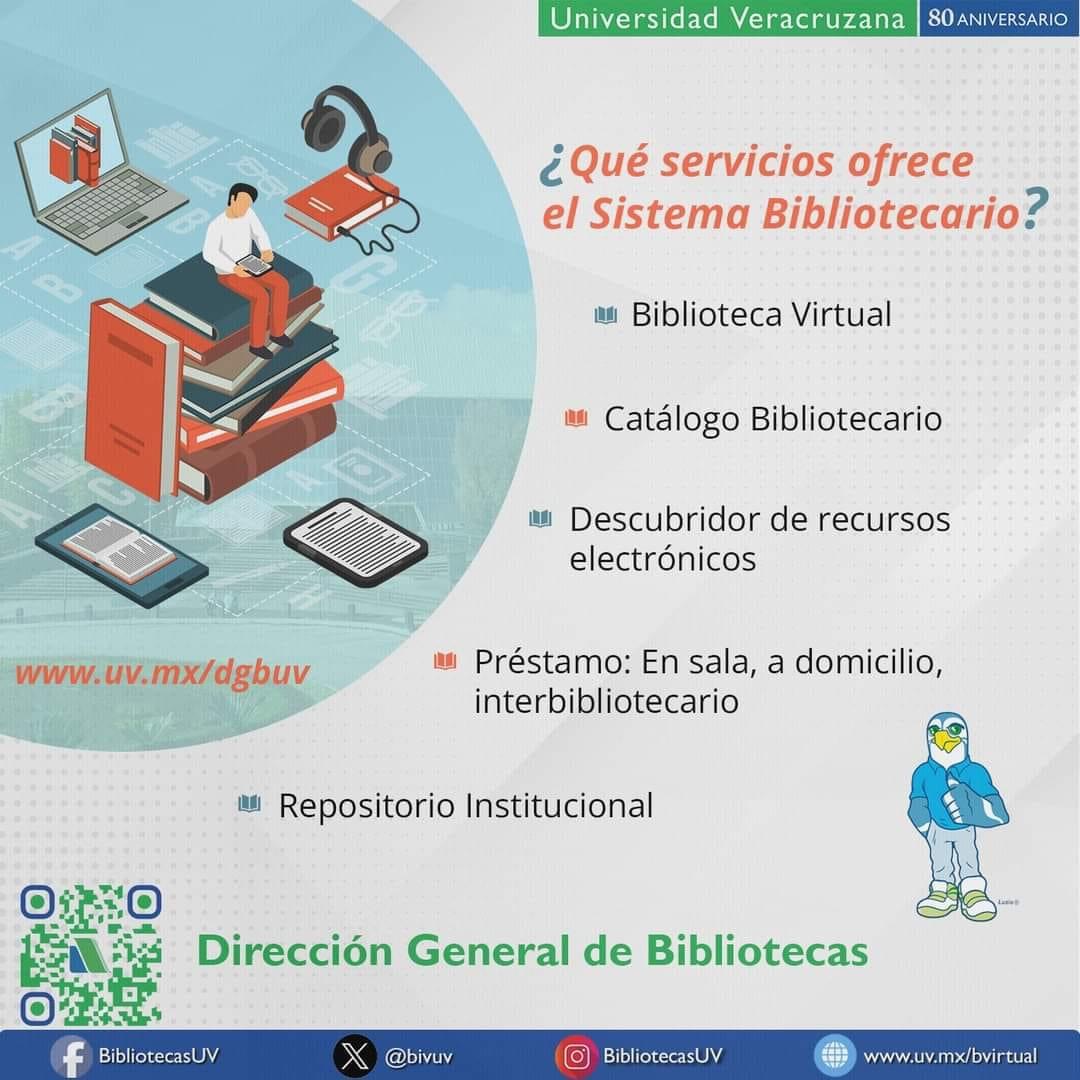 Universidad Veracruzana
80 ANIVERSARIO
¿Qué servicios ofrece
el Sistema Bibliotecario?
Biblioteca Virtual
Catálogo Bibliotecario
Descubridor de recursos
electrónicos
www.uv.mx/dgbuv
Préstamo: En sala, a domicilio,
interbibliotecario
Repositorio Institucional
Dirección General de Bibliotecas
BibliotecasUV
@bivuv
BibliotecasUV
www.uv.mx/bvirtual